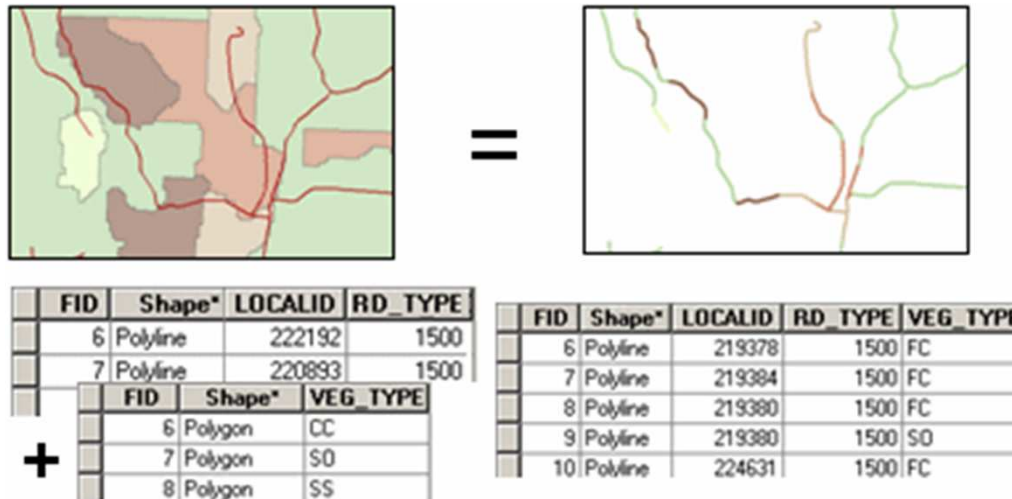 =
FID Shape* LOCALID RD_TYPE
6 Polyline 222192 1500
7 Polyline 220893 1500
+
FID Shape* VEG_TYPE
6 Polygon CC
7 Polygon SO
8 Polygon SS
FID Shape* LOCALID RD_TYPE VEG_TYPE
6 Polyline 219378 1500 FC
7 Polyline 219384 1500 FC
8 Polyline 219380 1500 FC
9 Polyline 219380 1500 SO
10 Polyline 224631 1500 FC